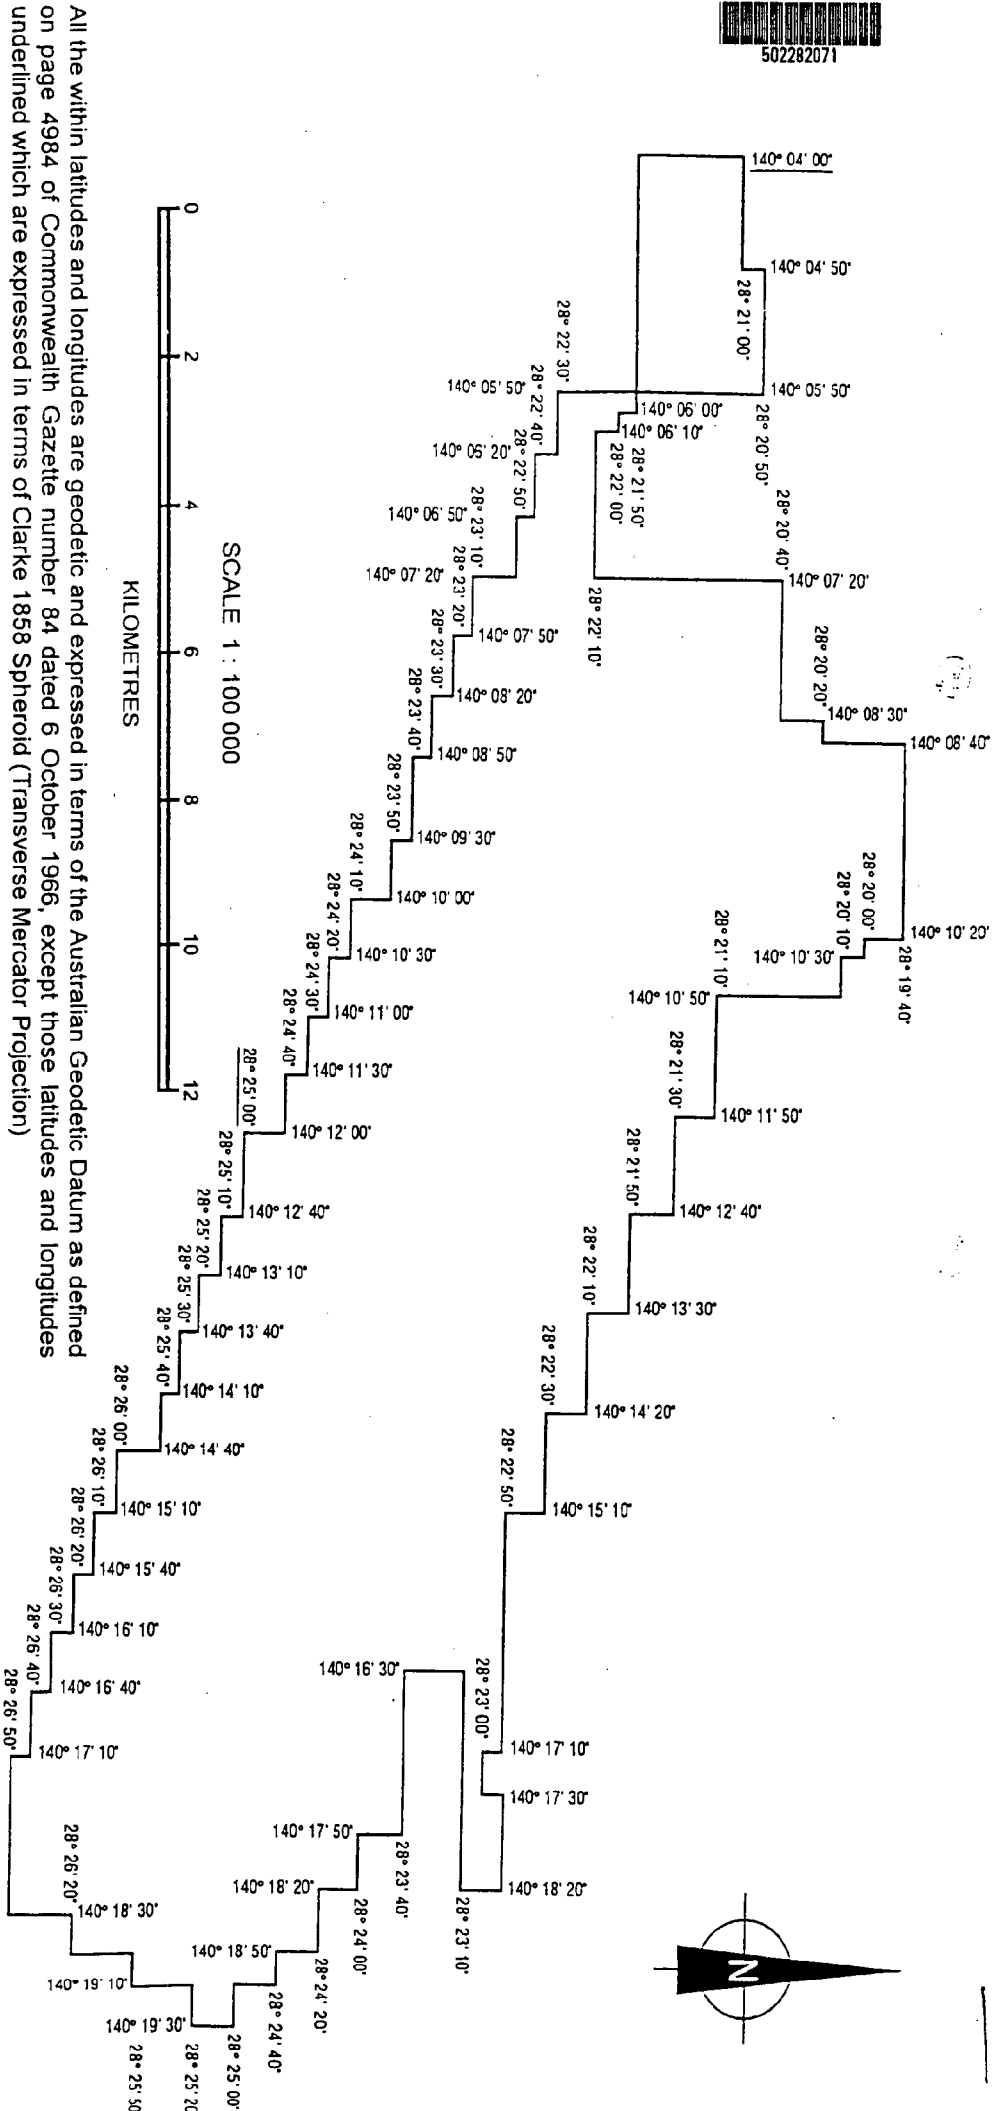 502282071
140° 04' 00"
140° 04' 50"
28° 21' 00"
140° 05' 50"
28° 20' 50"
28° 22' 30"
140° 05' 50"
140° 06' 00"
140° 06' 10"
28° 21' 50"
28° 22' 00"
28° 22' 40"
140° 06' 20"
28° 22' 50"
140° 06' 50"
28° 23' 10"
140° 07' 20"
28° 22' 10"
28° 20' 40"
140° 07' 20"
28° 23' 20"
140° 07' 50"
28° 20' 20"
140° 08' 30"
140° 08' 40"
28° 23' 30"
140° 08' 20"
28° 23' 40"
140° 08' 50"
28° 23' 50"
140° 09' 30"
28° 24' 10"
140° 10' 00"
28° 20' 00"
28° 20' 10"
140° 10' 20"
28° 19' 40"
140° 10' 30"
28° 21' 10"
140° 10' 50"
28° 24' 20"
140° 10' 30"
28° 24' 30"
140° 11' 00"
28° 24' 40"
140° 11' 30"
28° 21' 30"
140° 11' 50"
28° 25' 00"
140° 12' 00"
28° 21' 50"
140° 12' 40"
28° 25' 10"
140° 12' 40"
28° 25' 20"
140° 13' 10"
28° 22' 10"
140° 13' 30"
28° 25' 30"
140° 13' 40"
28° 25' 40"
140° 14' 10"
28° 22' 30"
140° 14' 20"
28° 26' 00"
140° 14' 40"
28° 22' 50"
140° 15' 10"
28° 26' 10"
140° 15' 10"
28° 26' 20"
140° 15' 40"
28° 26' 30"
140° 16' 10"
28° 26' 40"
140° 16' 40"
140° 16' 30"
28° 23' 00"
140° 17' 10"
140° 17' 30"
28° 26' 50"
140° 17' 10"
140° 17' 50"
28° 23' 40"
140° 18' 20"
28° 23' 10"
28° 26' 20"
140° 18' 30"
140° 18' 20"
28° 24' 00"
140° 18' 50"
28° 24' 20"
140° 19' 10"
28° 24' 40"
140° 19' 30"
28° 25' 00"
28° 25' 20
28° 25' 50
N
SCALE 1 : 100 000
0 2 4 6 8 10 12
KILOMETRES
All the within latitudes and longitudes are geodetic and expressed in terms of the Australian Geodetic Datum as defined
on page 4984 of Commonwealth Gazette number 84 dated 6 October 1966, except those latitudes and longitudes
underlined which are expressed in terms of Clarke 1858 Spheroid (Transverse Mercator Projection)